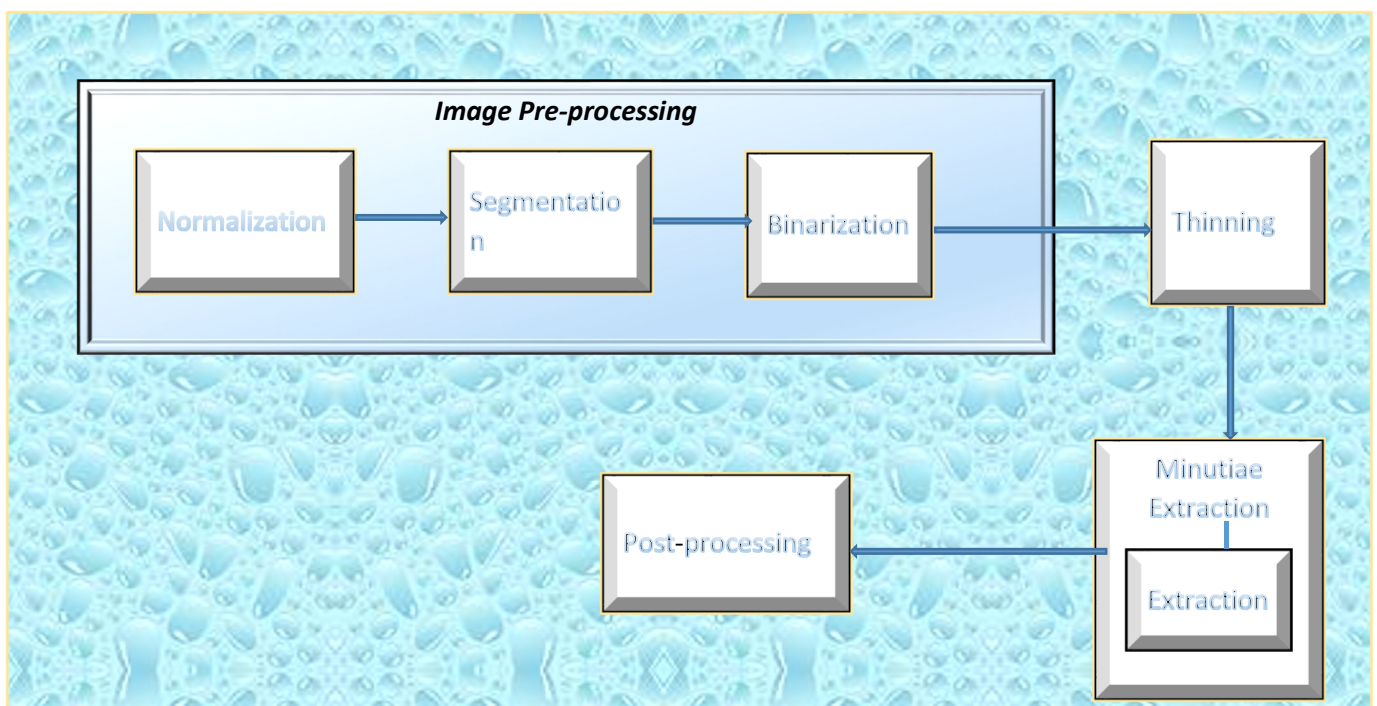 Image Pre-processing
Normalization
Segmentatio
n
Binarization
Thinning
Minutiae
Extraction
Extraction
Post-processing